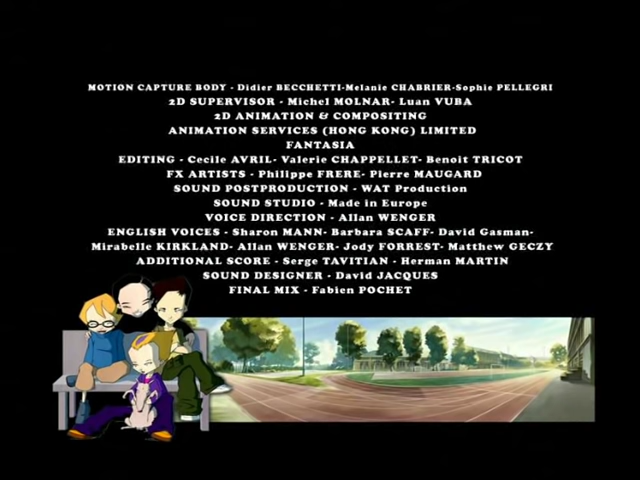 MOTION CAPTURE BODY - Didier BECCHETTI-Melanie CHABRIER-Sophie PELLEGRI
2D SUPERVISOR - Michel MOLNAR- Luan VUBA
2D ANIMATION & COMPOSITING
ANIMATION SERVICES (HONG KONG) LIMITED
FANTASIA
EDITING - Cecile AVRIL- Valerie CHAPPELLET- Benoit TRICOT
FX ARTISTS - Philippe FRERE- Pierre MAUGARD
SOUND POSTPRODUCTION - WAT Production
SOUND STUDIO - Made in Europe
VOICE DIRECTION - Allan WENGER
ENGLISH VOICES - Sharon MANN- Barbara SCAFF- David Gasman-
Mirabelle KIRKLAND- Allan WENGER- Jody FORREST- Matthew GECZY
ADDITIONAL SCORE - Serge TAVITIAN - Herman MARTIN
SOUND DESIGNER - David JACQUES
FINAL MIX - Fabien POCHET